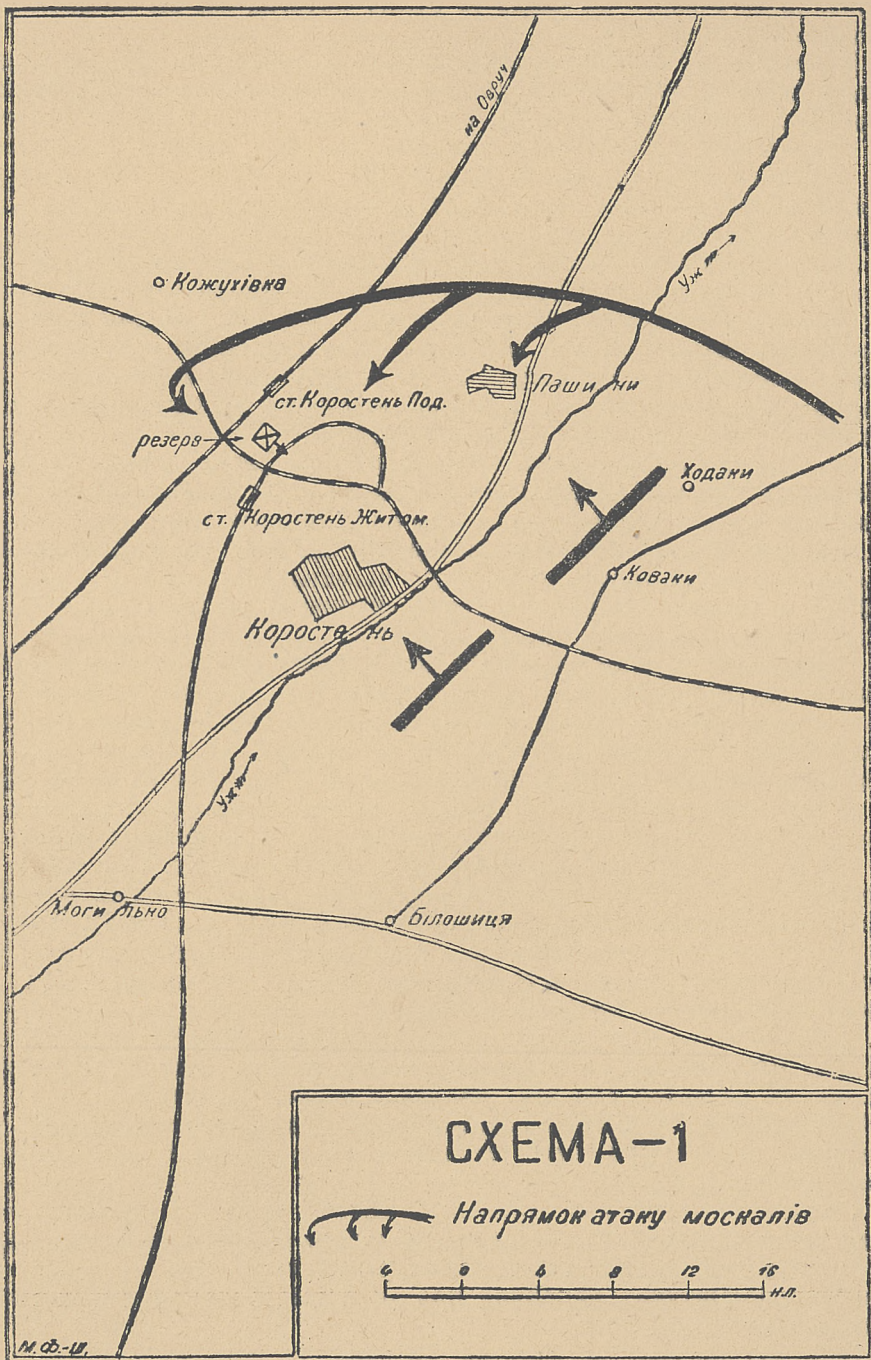 на Овруч
Уж
Кожухівка
ст. Коростень Под.
Пашини
резерв
Ходаки
ст. Коростень Житом.
Коваки
Коростень
Уж
Могильно
Білошиця
СХЕМА-1
Напрямок атаку москалів
4 0 4 8 12 16
М.Ф.-Ш.